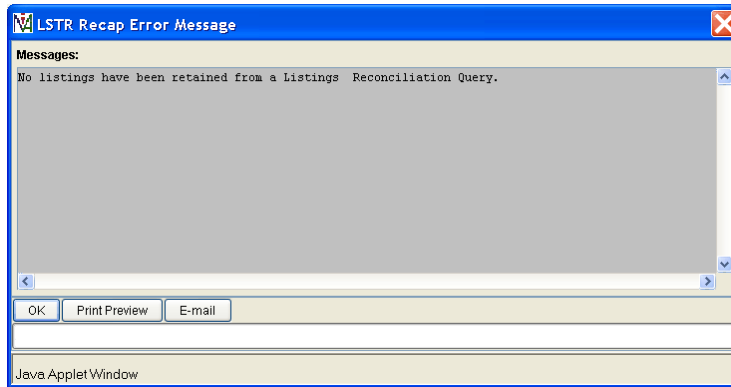 LSTR Recap Error Message
Messages:
No listings have been retained from a Listings  Reconciliation Query.
OK Print Preview E-mail
Java Applet Window